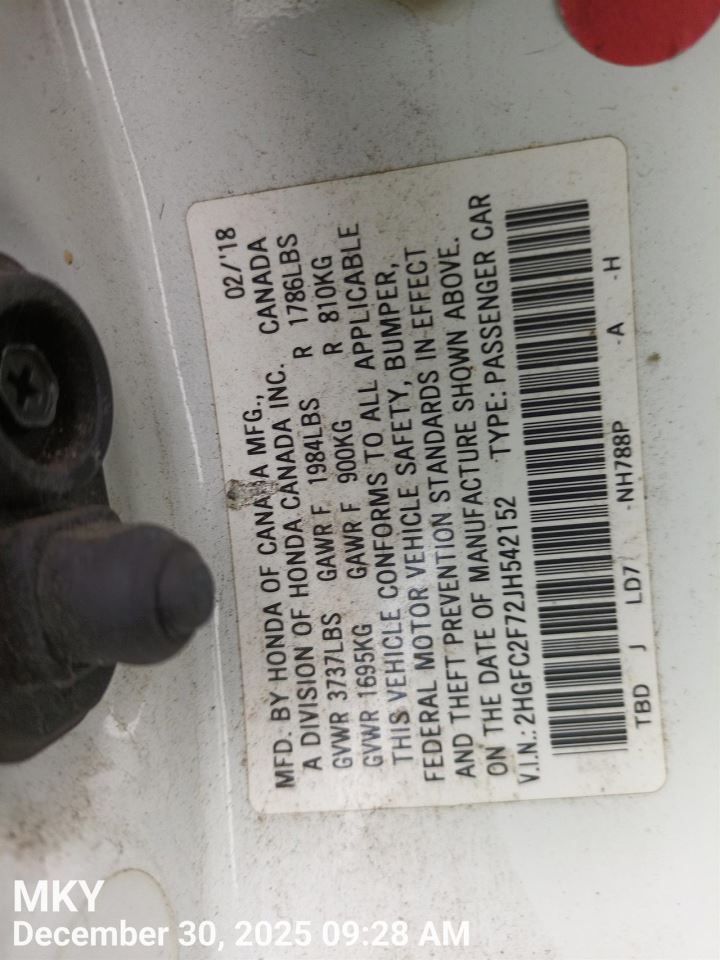 MFD. BY HONDA OF CANADA MFG., 02/'18
A DIVISION OF HONDA CANADA INC. CANADA
GVWR 3737LBS GAWR F 1984LBS R 1786LBS
GVWR 1695KG GAWR F 900KG R 810KG
THIS VEHICLE CONFORMS TO ALL APPLICABLE
FEDERAL MOTOR VEHICLE SAFETY, BUMPER,
AND THEFT PREVENTION STANDARDS IN EFFECT
ON THE DATE OF MANUFACTURE SHOWN ABOVE.
V.I.N.: 2HGFC2F72JH542152 TYPE: PASSENGER CAR
TBD J LD7 -NH788P -A -H
MKY
December 30, 2025 09:28 AM